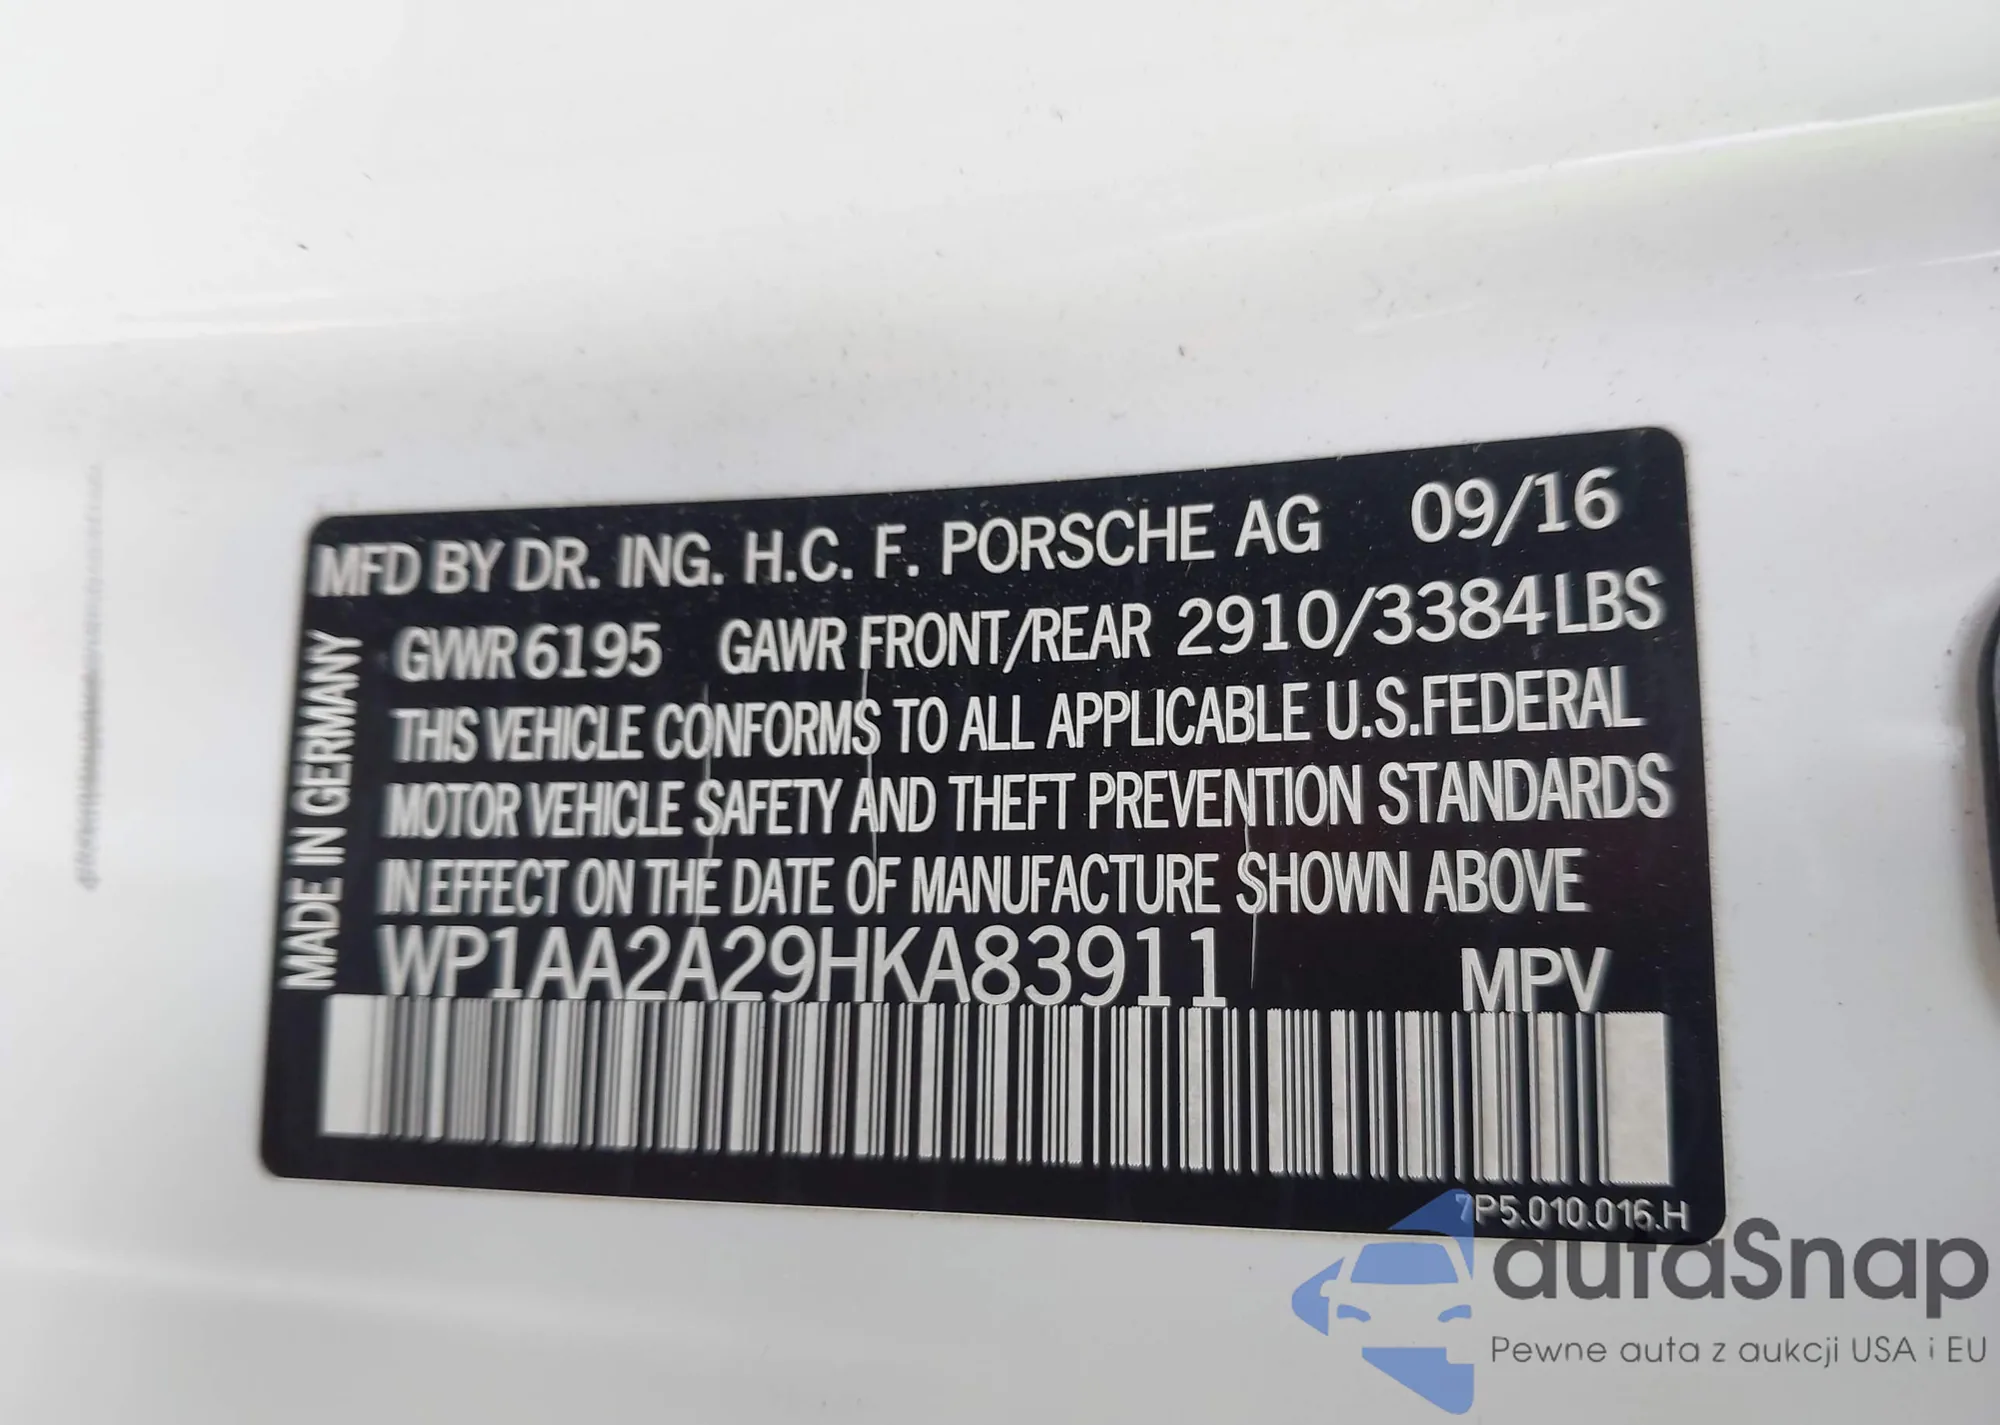 MFD BY DR. ING. H.C. F. PORSCHE AG 09/16
GVWR 6195 GAWR FRONT/REAR 2910/3384 LBS
THIS VEHICLE CONFORMS TO ALL APPLICABLE U.S.FEDERAL
MOTOR VEHICLE SAFETY AND THEFT PREVENTION STANDARDS
IN EFFECT ON THE DATE OF MANUFACTURE SHOWN ABOVE
WP1AA2A29HKA83911 MPV
MADE IN GERMANY
7P5.010.016.H
autaSnap
Pewne auta z aukcji USA i EU